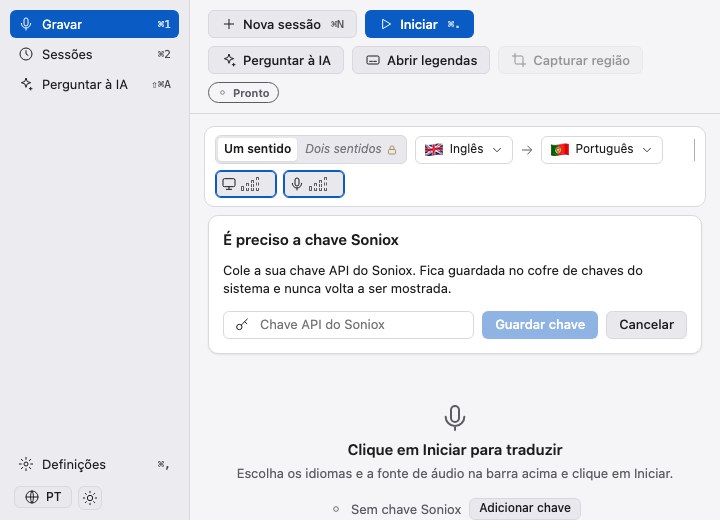 Gravar ⌘1
Sessões ⌘2
Perguntar à IA ⇧⌘A
Definições ⌘,
PT
Nova sessão ⌘N
Iniciar ⌘.
Perguntar à IA
Abrir legendas
Capturar região
Pronto
Um sentido
Dois sentidos
Inglês
Português
É preciso a chave Soniox
Cole a sua chave API do Soniox. Fica guardada no cofre de chaves do
sistema e nunca volta a ser mostrada.
Chave API do Soniox
Guardar chave
Cancelar
Clique em Iniciar para traduzir
Escolha os idiomas e a fonte de áudio na barra acima e clique em Iniciar.
Sem chave Soniox
Adicionar chave